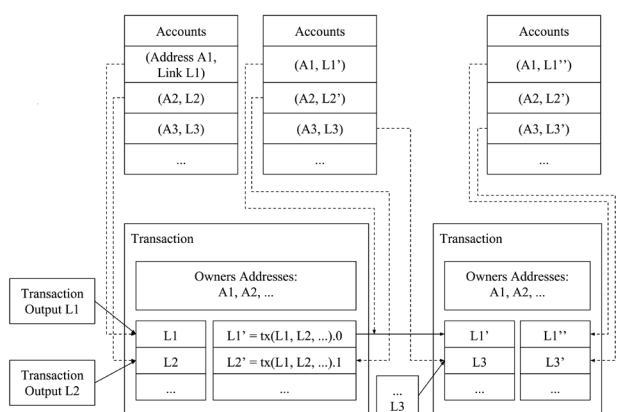 Accounts
(Address A1,
Link L1)
(A2, L2)
(A3, L3)
...
Accounts
(A1, L1’)
(A2, L2’)
(A3, L3)
...
Accounts
(A1, L1’’)
(A2, L2’)
(A3, L3’)
...
Transaction
Owners Addresses:
A1, A2, ...
L1
L1’ = tx(L1, L2, ...).0
L2
L2’ = tx(L1, L2, ...).1
...
...
Transaction
Owners Addresses:
A1, A2, ...
L1’
L1’’
L3
L3’
...
...
Transaction
Output L1
Transaction
Output L2
...
L3